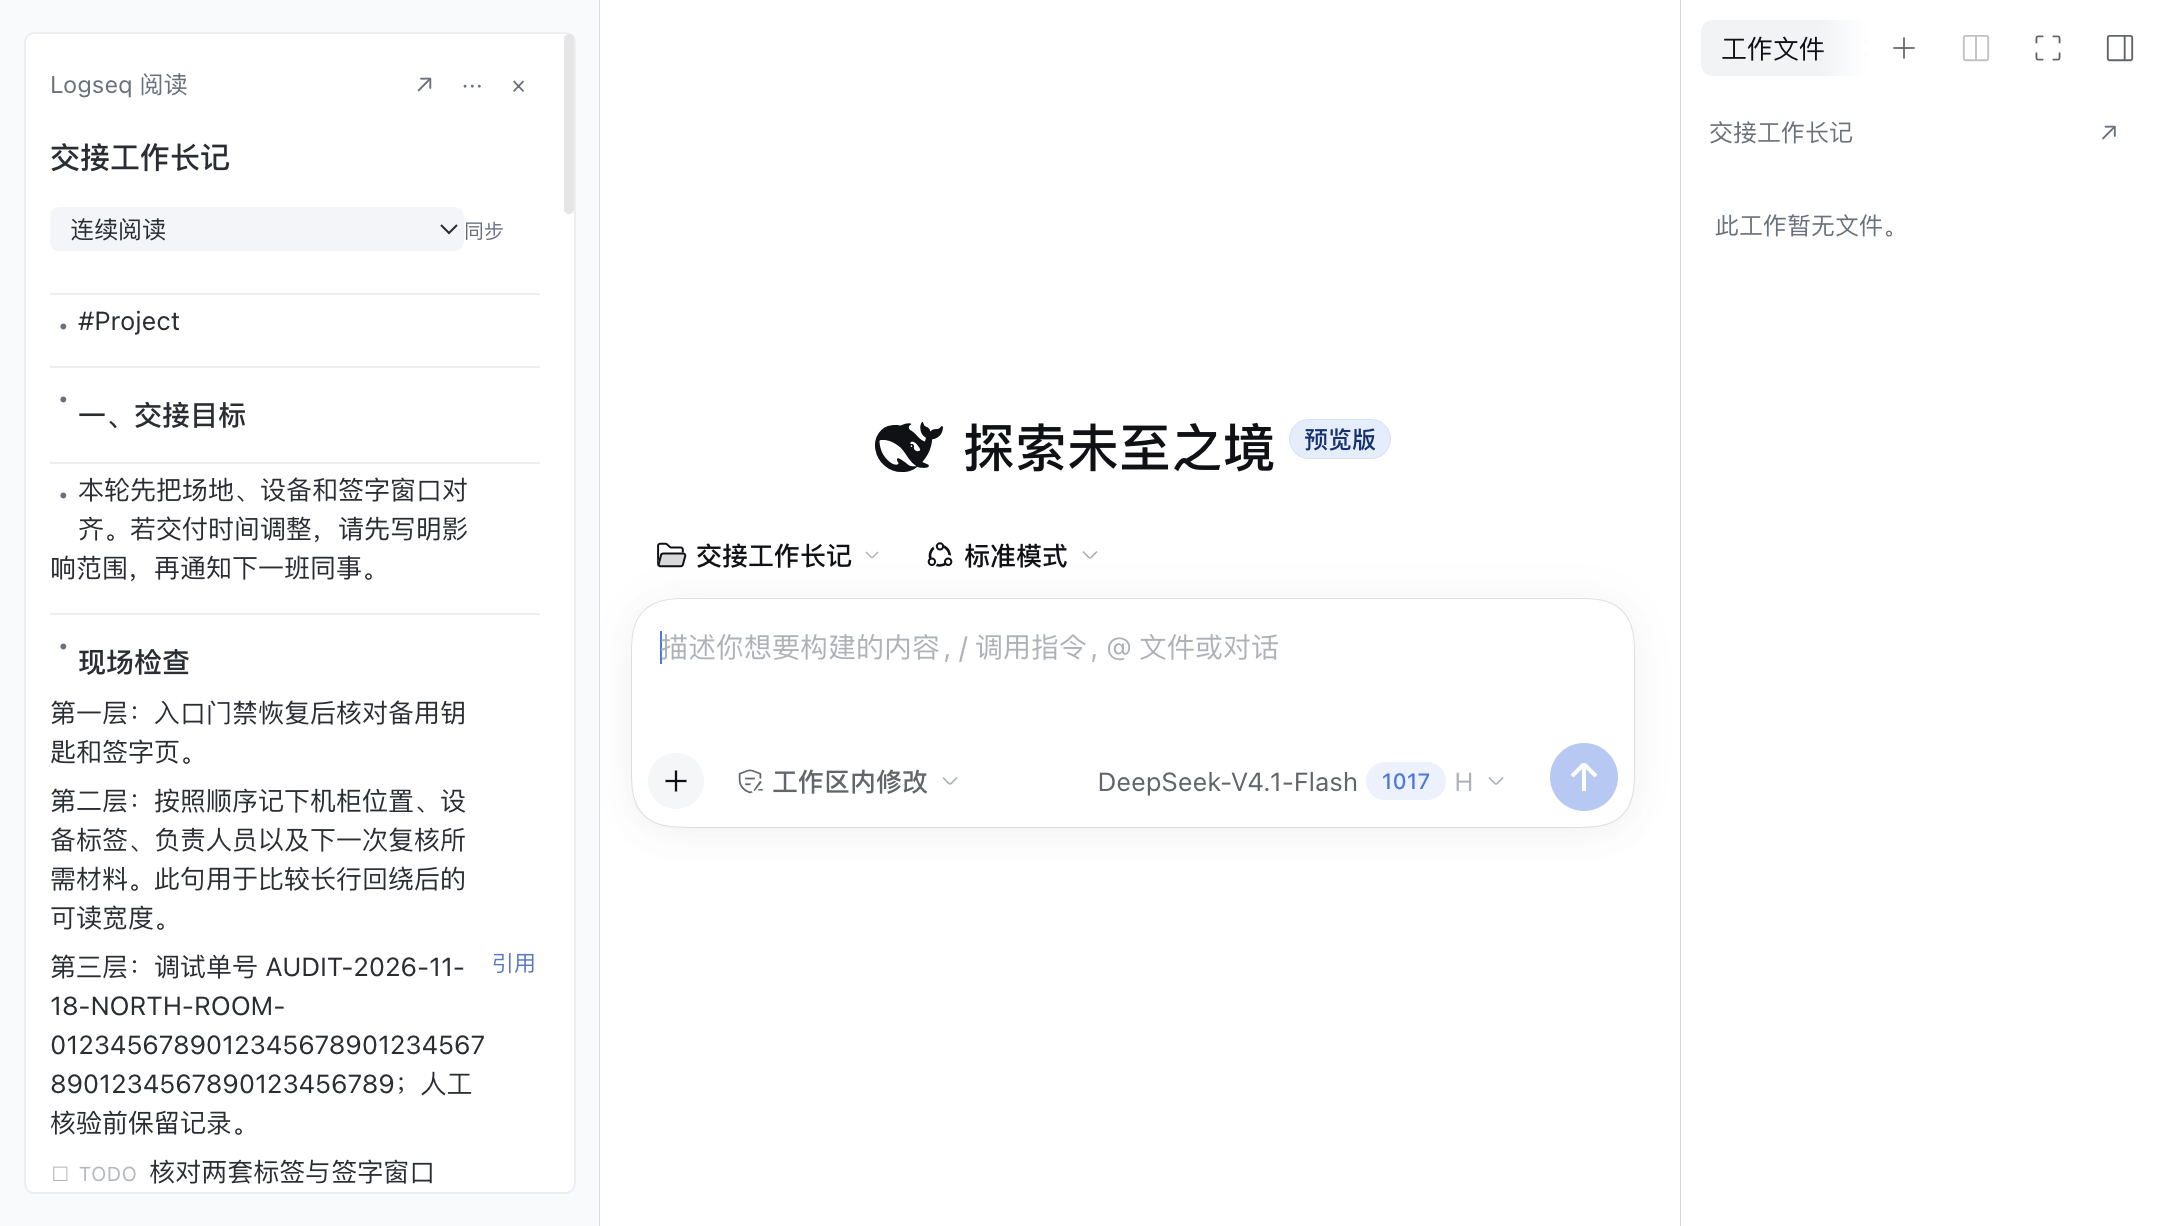 Logseq 阅读
交接工作长记
连续阅读
同步
#Project
一、交接目标
本轮先把场地、设备和签字窗口对
齐。若交付时间调整，请先写明影
响范围，再通知下一班同事。
现场检查
第一层：入口门禁恢复后核对备用钥
匙和签字页。
第二层：按照顺序记下机柜位置、设
备标签、负责人员以及下一次复核所
需材料。此句用于比较长行回绕后的
可读宽度。
第三层：调试单号 AUDIT-2026-11-
18-NORTH-ROOM-
0123456789012345678901234567
8901234567890123456789；人工
核验前保留记录。
引用
TODO 核对两套标签与签字窗口
探索未至之境 预览版
交接工作长记 标准模式
描述你想要构建的内容, / 调用指令, @ 文件或对话
工作区内修改 DeepSeek-V4.1-Flash 1017 H
工作文件
交接工作长记
此工作暂无文件。